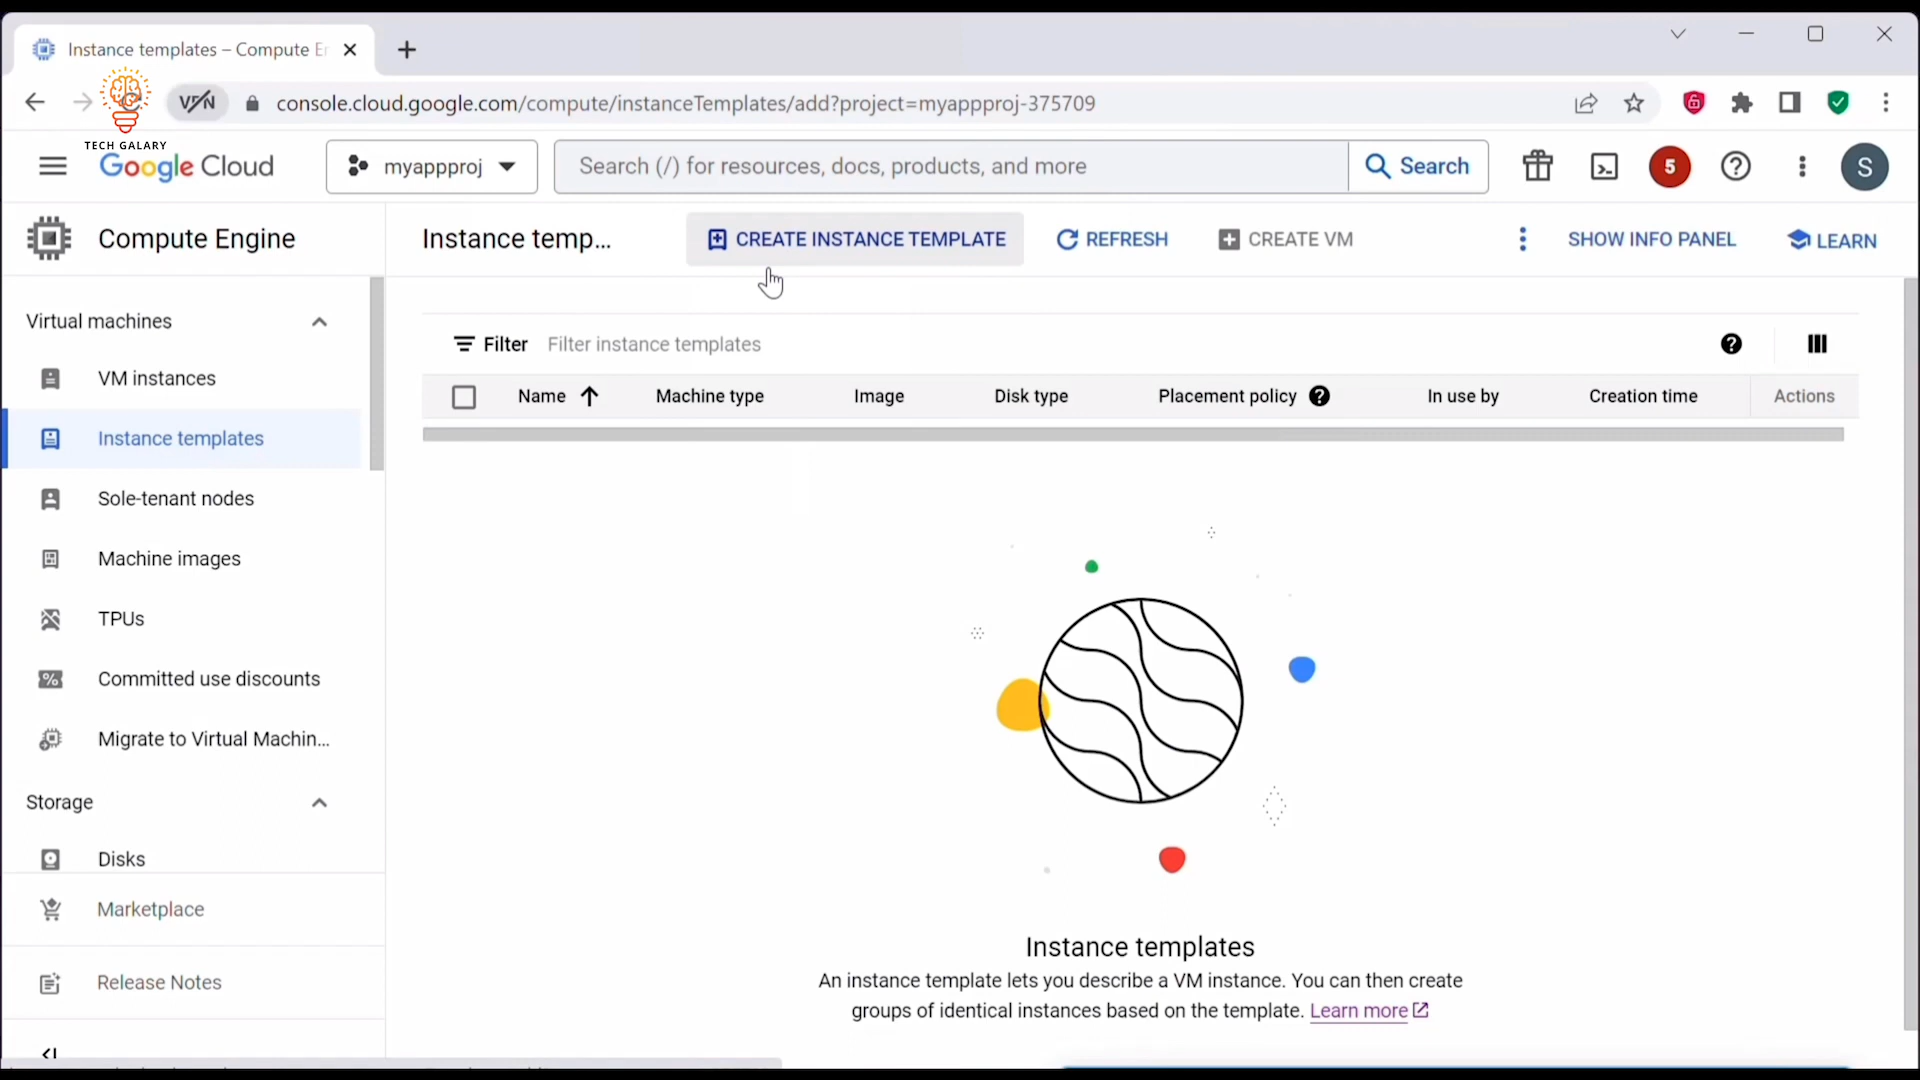 Instance templates – Compute Er
VPN
console.cloud.google.com/compute/instanceTemplates/add?project=myappproj-375709
TECH GALARY
Google Cloud
myappproj
Search (/) for resources, docs, products, and more
Search
5
S
Compute Engine
Instance temp...
CREATE INSTANCE TEMPLATE
REFRESH
CREATE VM
SHOW INFO PANEL
LEARN
Virtual machines
Filter
Filter instance templates
VM instances
Name
Machine type
Image
Disk type
Placement policy
In use by
Creation time
Actions
Instance templates
Sole-tenant nodes
Machine images
TPUs
Committed use discounts
Migrate to Virtual Machin...
Storage
Disks
Marketplace
Release Notes
Instance templates
An instance template lets you describe a VM instance. You can then create
groups of identical instances based on the template. Learn more